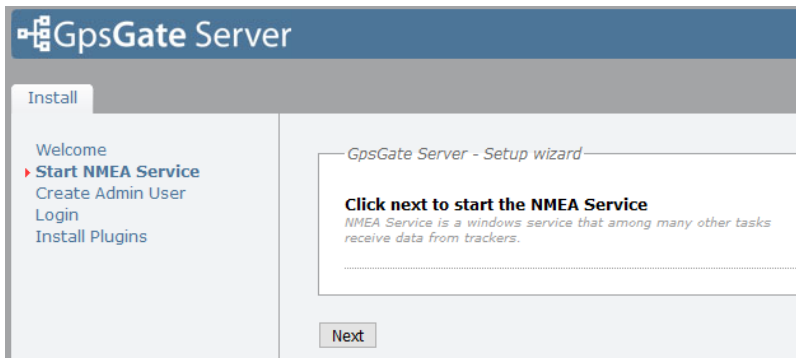 GpsGate Server
Install
Welcome
Start NMEA Service
Create Admin User
Login
Install Plugins
GpsGate Server - Setup wizard
Click next to start the NMEA Service
NMEA Service is a windows service that among many other tasks
receive data from trackers.
Next